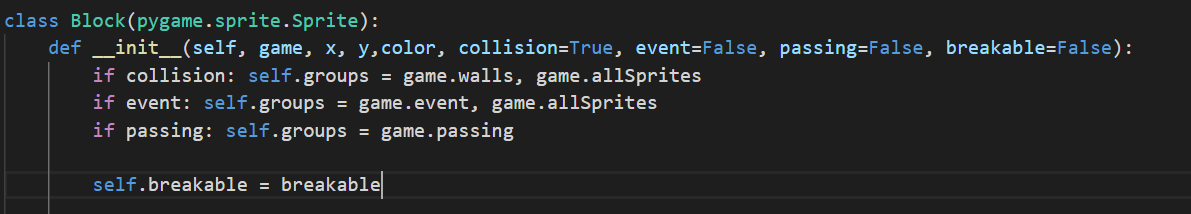 class Block(pygame.sprite.Sprite):
    def __init__(self, game, x, y,color, collision=True, event=False, passing=False, breakable=False):
        if collision: self.groups = game.walls, game.allSprites
        if event: self.groups = game.event, game.allSprites
        if passing: self.groups = game.passing
        self.breakable = breakable